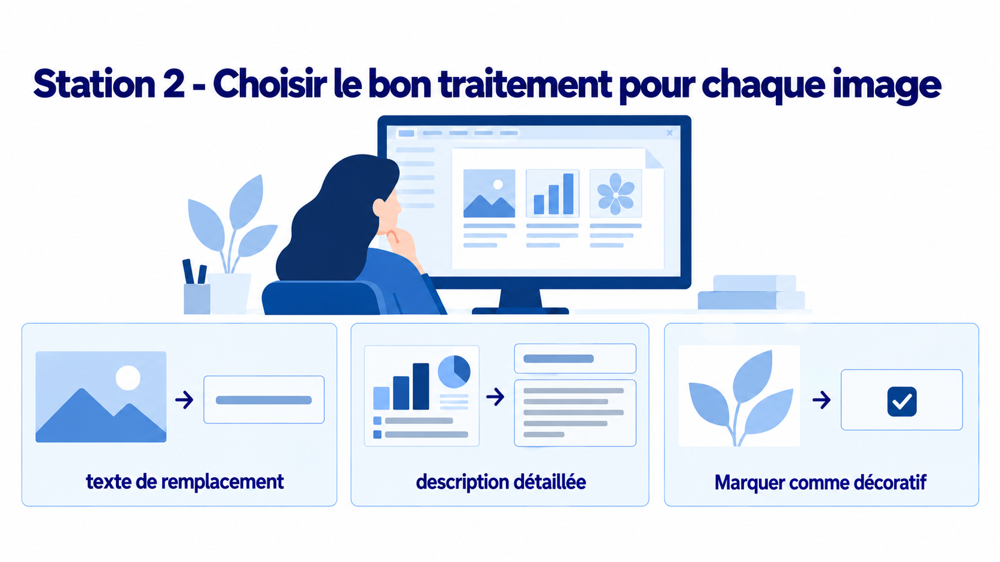 Station 2 - Choisir le bon traitement pour chaque image
texte de remplacement
description détaillée
Marquer comme décoratif